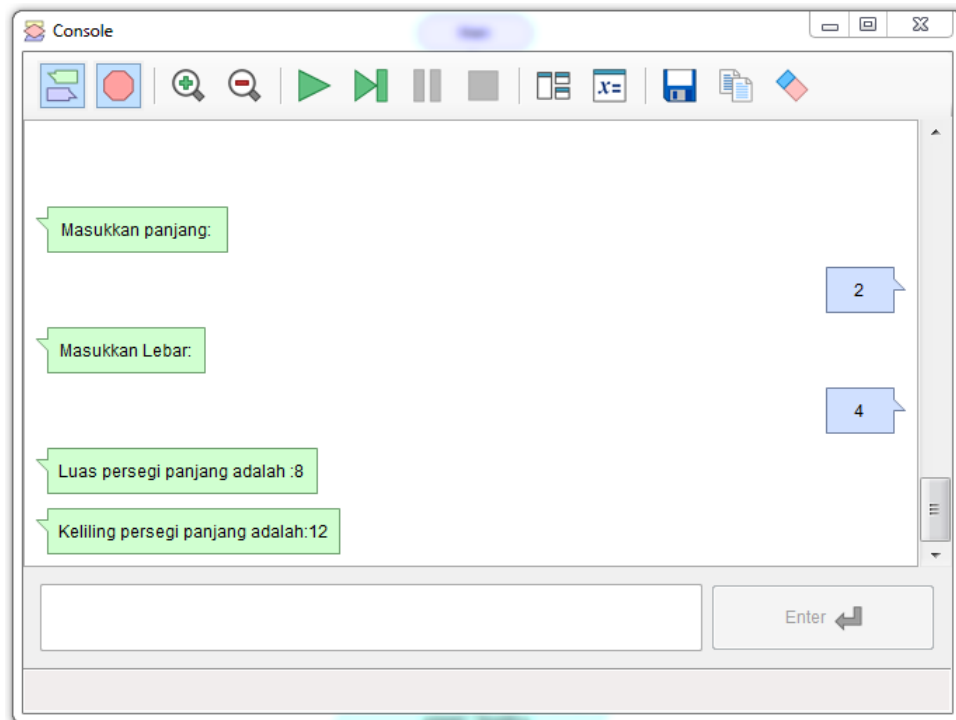 Console
x=
Masukkan panjang:
2
Masukkan Lebar:
4
Luas persegi panjang adalah :8
Keliling persegi panjang adalah:12
Enter